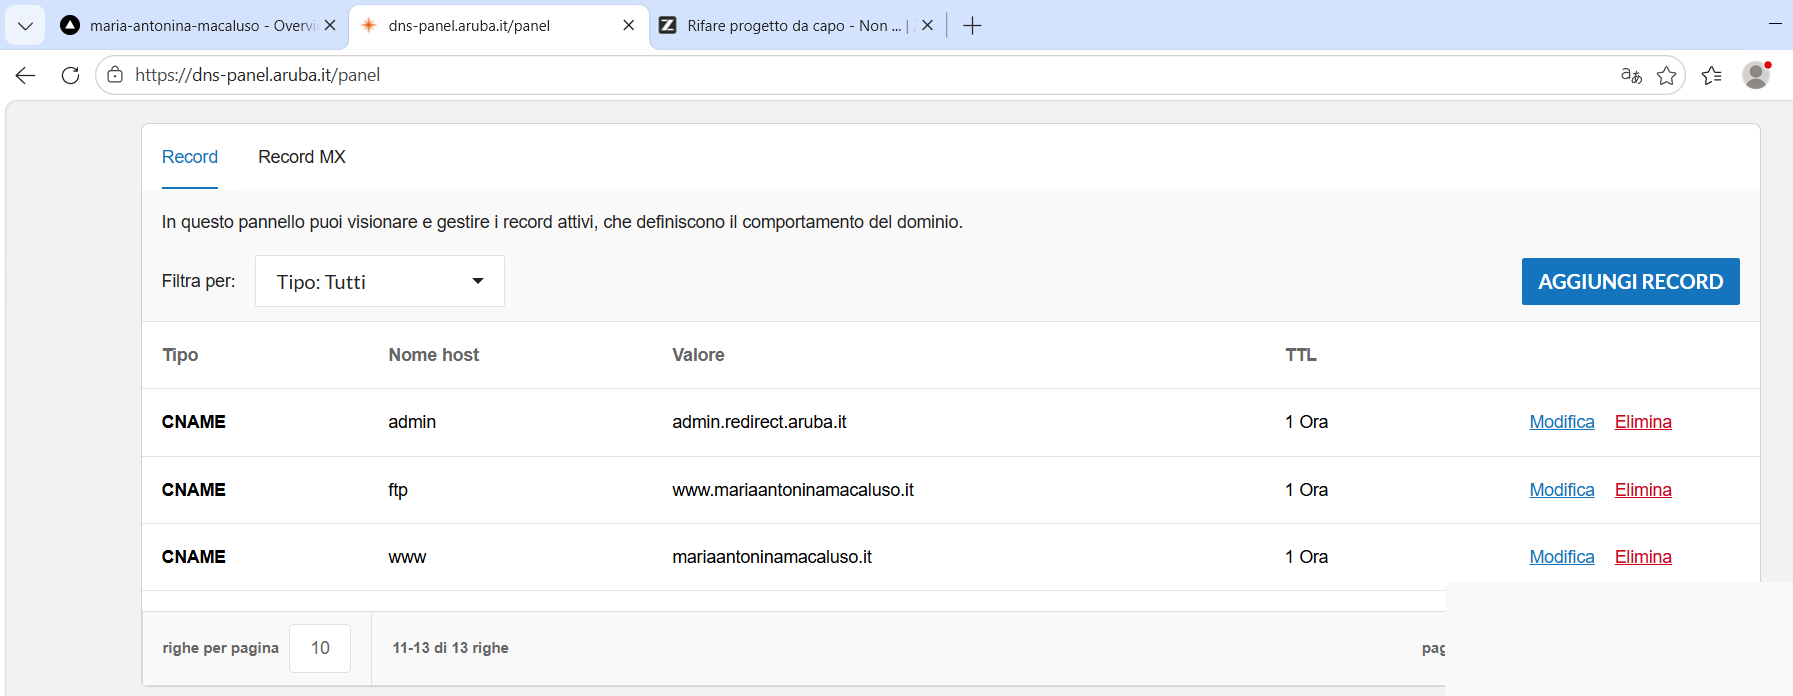 maria-antonina-macaluso - Overvi
dns-panel.aruba.it/panel
Rifare progetto da capo - Non ... |
https://dns-panel.aruba.it/panel
Record
Record MX
In questo pannello puoi visionare e gestire i record attivi, che definiscono il comportamento del dominio.
Filtra per:
Tipo: Tutti
AGGIUNGI RECORD
Tipo Nome host Valore TTL
CNAME admin admin.redirect.aruba.it 1 Ora Modifica Elimina
CNAME ftp www.mariaantoninamacaluso.it 1 Ora Modifica Elimina
CNAME www mariaantoninamacaluso.it 1 Ora Modifica Elimina
righe per pagina 10 11-13 di 13 righe pag